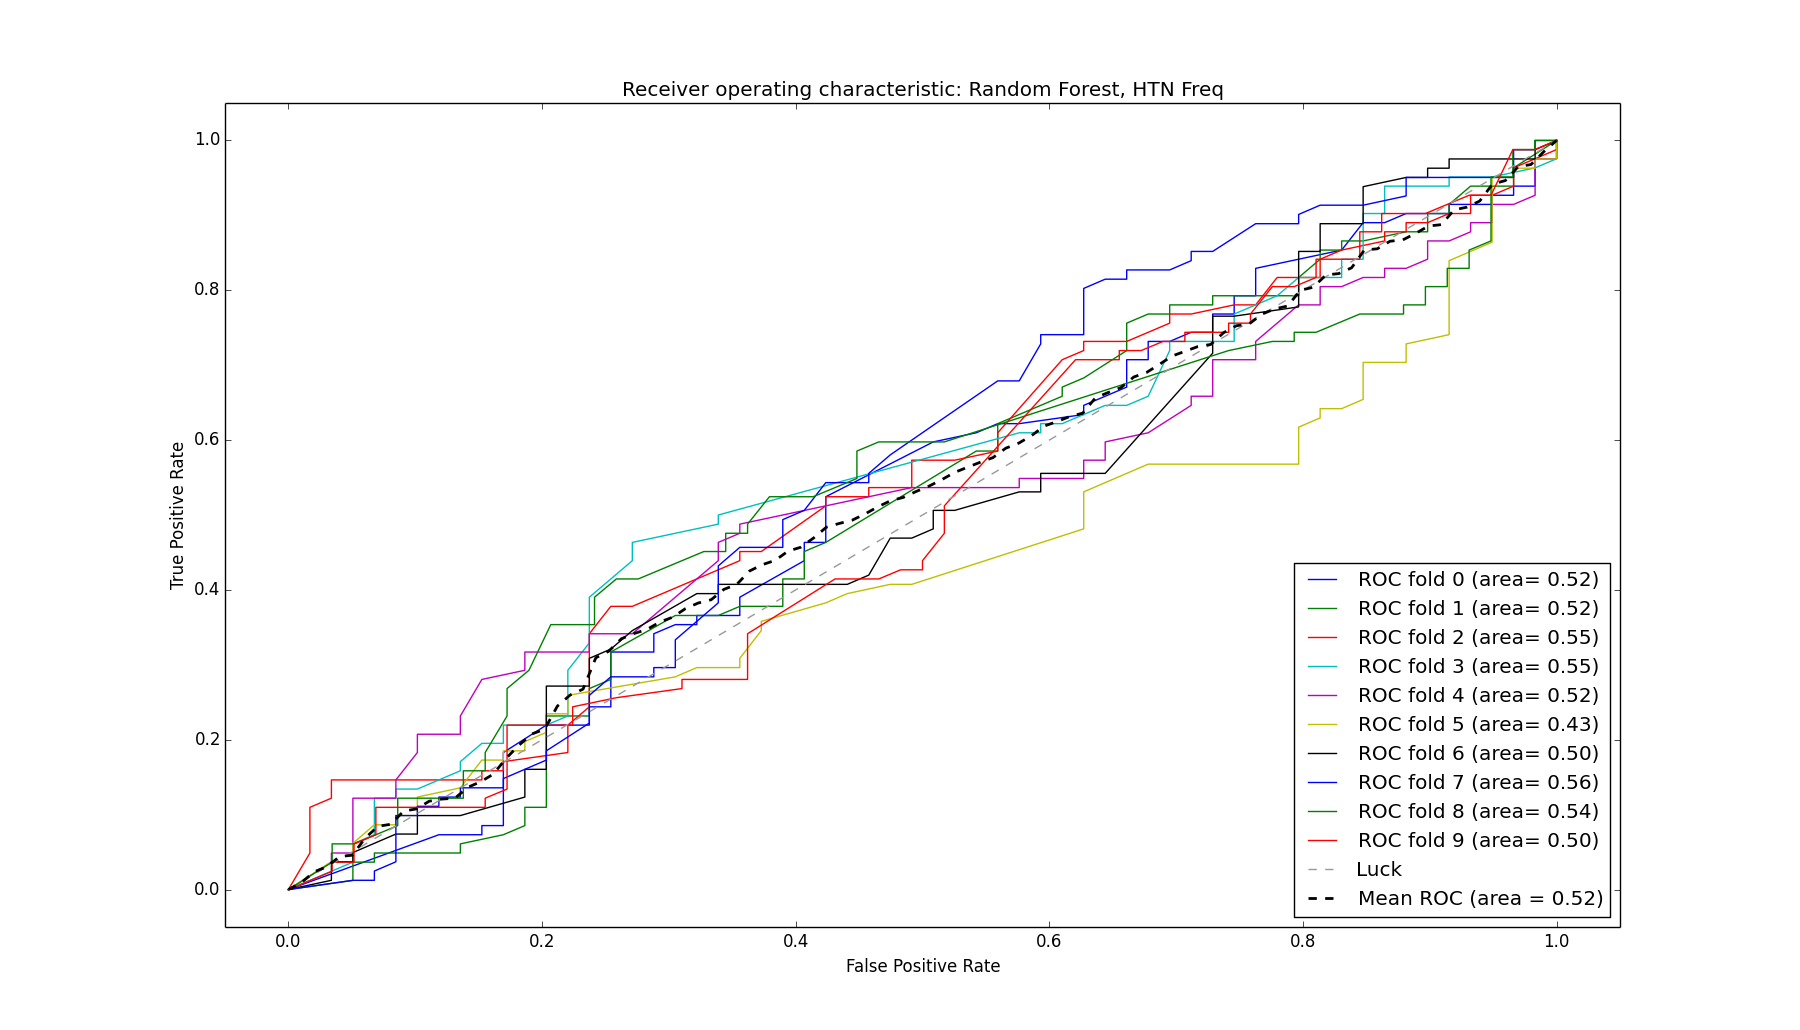 Receiver operating characteristic: Random Forest, HTN Freq
True Positive Rate
1.0
0.8
0.6
0.4
0.2
0.0
0.0 0.2 0.4 0.6 0.8 1.0
False Positive Rate
ROC fold 0 (area= 0.52)
ROC fold 1 (area= 0.52)
ROC fold 2 (area= 0.55)
ROC fold 3 (area= 0.55)
ROC fold 4 (area= 0.52)
ROC fold 5 (area= 0.43)
ROC fold 6 (area= 0.50)
ROC fold 7 (area= 0.56)
ROC fold 8 (area= 0.54)
ROC fold 9 (area= 0.50)
Luck
Mean ROC (area = 0.52)